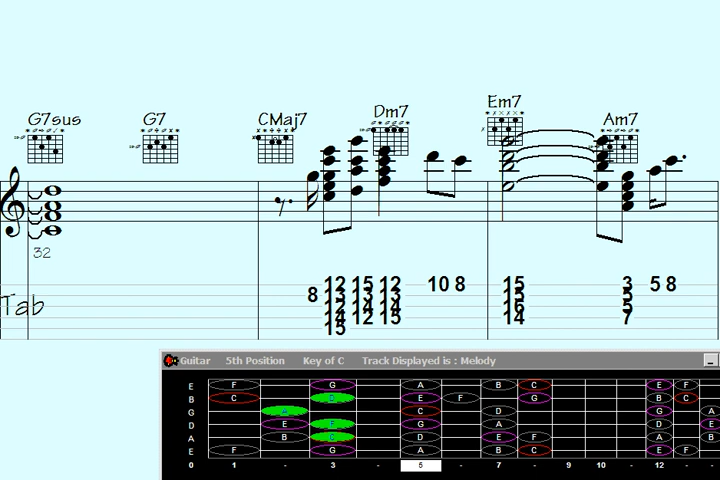 G7sus G7 CMaj7 Dm7 Em7 Am7
32
Tab
8 12 15 12 10 8 15 3 5 8
Guitar 5th Position Key of C Track Displayed is : Melody
E F G A B C E F
B C D E F G B C
G A C D G A
D E F G A D E
A B C D E F A B
E F G A B C E F
0 1 - 3 - 5 - 7 - 9 10 - 12 - -